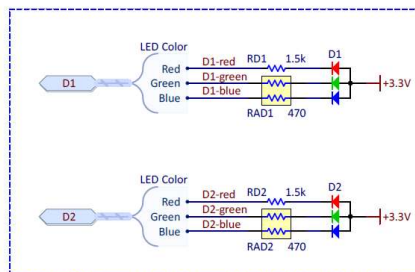 LED Color
D1
Red D1-red RD1 1.5k D1
Green D1-green +3.3V
Blue D1-blue
RAD1 470
LED Color
D2
Red D2-red RD2 1.5k D2
Green D2-green +3.3V
Blue D2-blue
RAD2 470